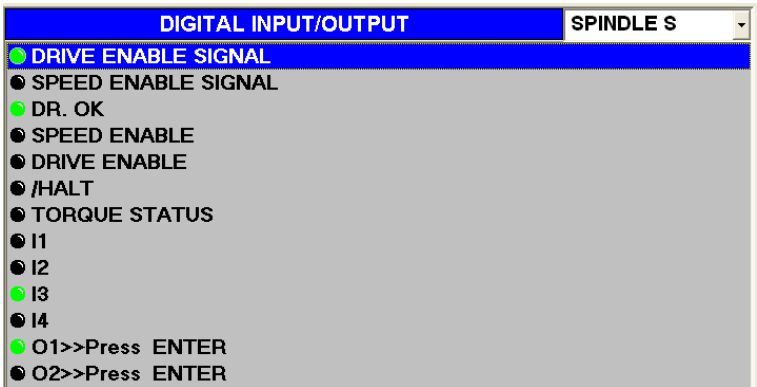 DIGITAL INPUT/OUTPUT SPINDLE S
DRIVE ENABLE SIGNAL
SPEED ENABLE SIGNAL
DR. OK
SPEED ENABLE
DRIVE ENABLE
/HALT
TORQUE STATUS
I1
I2
I3
I4
O1>>Press ENTER
O2>>Press ENTER